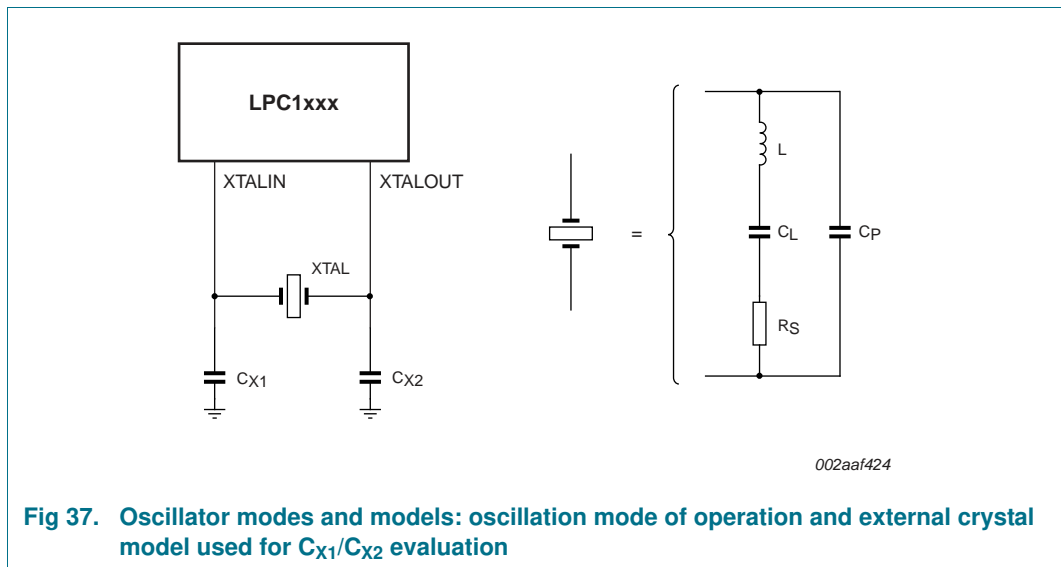 LPC1xxx
XTALIN
XTALOUT
XTAL
CX1
CX2
=
L
CL
CP
RS
002aaf424
Fig 37. Oscillator modes and models: oscillation mode of operation and external crystal
model used for CX1/CX2 evaluation